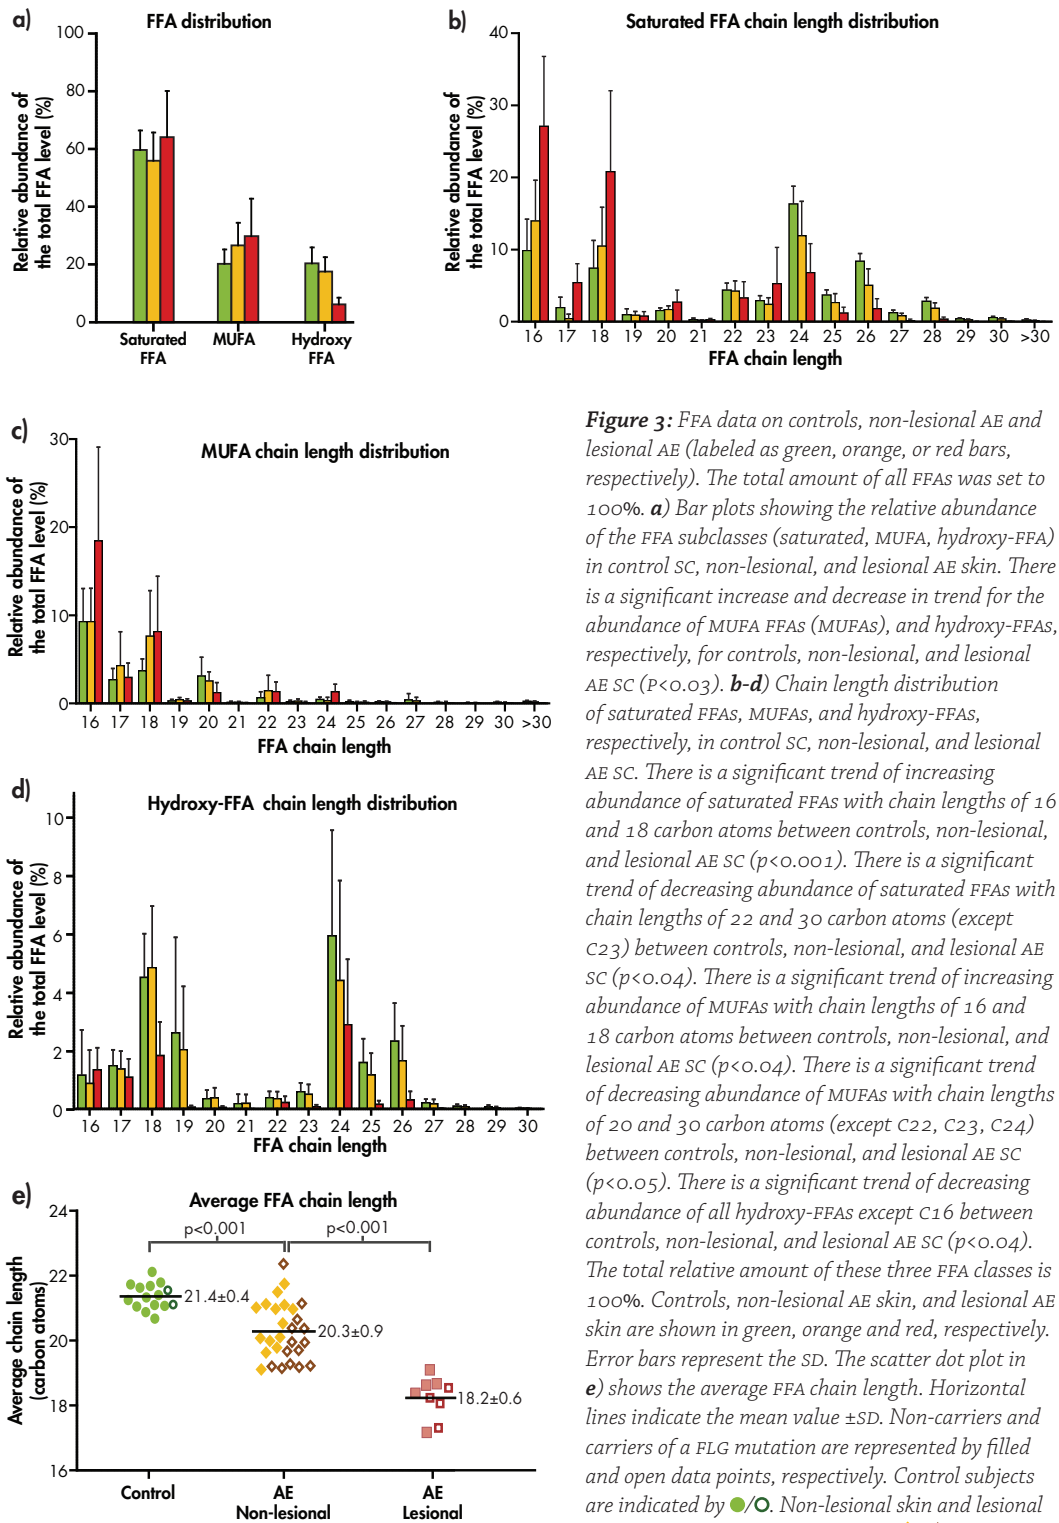 a)
FFA distribution
Relative abundance of
the total FFA level (%)
100
80
60
40
20
0
Saturated
FFA
MUFA
Hydroxy
FFA
b)
Saturated FFA chain length distribution
Relative abundance of
the total FFA level (%)
40
30
20
10
0
16 17 18 19 20 21 22 23 24 25 26 27 28 29 30 >30
FFA chain length
c)
MUFA chain length distribution
Relative abundance of
the total FFA level (%)
30
20
10
0
16 17 18 19 20 21 22 23 24 25 26 27 28 29 30 >30
FFA chain length
d)
Hydroxy-FFA chain length distribution
Relative abundance of
the total FFA level (%)
10
8
6
4
2
0
16 17 18 19 20 21 22 23 24 25 26 27 28 29 30
FFA chain length
e)
Average FFA chain length
Average chain length
(carbon atoms)
24
22
20
18
16
p<0.001
p<0.001
21.4±0.4
20.3±0.9
18.2±0.6
Control
AE
Non-lesional
AE
Lesional
Figure 3: FFA data on controls, non-lesional AE and
lesional AE (labeled as green, orange, or red bars,
respectively). The total amount of all FFAs was set to
100%. a) Bar plots showing the relative abundance
of the FFA subclasses (saturated, MUFA, hydroxy-FFA)
in control SC, non-lesional, and lesional AE skin. There
is a significant increase and decrease in trend for the
abundance of MUFA FFAs (MUFAs), and hydroxy-FFAs,
respectively, for controls, non-lesional, and lesional
AE SC (P<0.03). b-d) Chain length distribution
of saturated FFAs, MUFAs, and hydroxy-FFAs,
respectively, in control SC, non-lesional, and lesional
AE SC. There is a significant trend of increasing
abundance of saturated FFAs with chain lengths of 16
and 18 carbon atoms between controls, non-lesional,
and lesional AE SC (p<0.001). There is a significant
trend of decreasing abundance of saturated FFAs with
chain lengths of 22 and 30 carbon atoms (except
C23) between controls, non-lesional, and lesional AE
SC (p<0.04). There is a significant trend of increasing
abundance of MUFAs with chain lengths of 16 and
18 carbon atoms between controls, non-lesional, and
lesional AE SC (p<0.04). There is a significant trend
of decreasing abundance of MUFAs with chain lengths
of 20 and 30 carbon atoms (except C22, C23, C24)
between controls, non-lesional, and lesional AE SC
(p<0.05). There is a significant trend of decreasing
abundance of all hydroxy-FFAs except C16 between
controls, non-lesional, and lesional AE SC (p<0.04).
The total relative amount of these three FFA classes is
100%. Controls, non-lesional AE skin, and lesional AE
skin are shown in green, orange and red, respectively.
Error bars represent the SD. The scatter dot plot in
e) shows the average FFA chain length. Horizontal
lines indicate the mean value ±SD. Non-carriers and
carriers of a FLG mutation are represented by filled
and open data points, respectively. Control subjects
are indicated by ●/○. Non-lesional skin and lesional